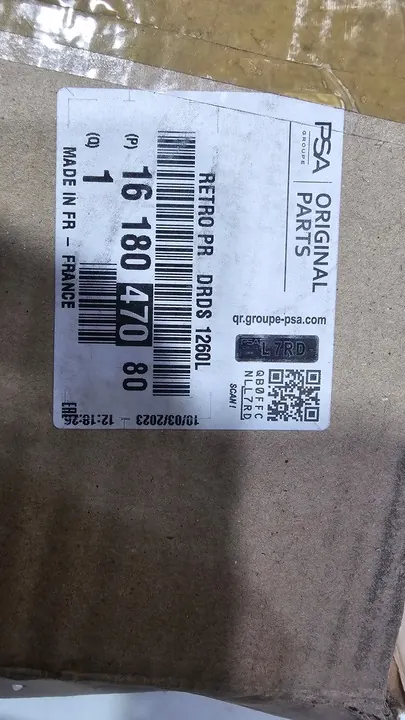 PSA
GROUPE
ORIGINAL
PARTS
qr.groupe-psa.com
L7RD
QB0FFC
NLL7RD
SCAN!
RETRO PR DRDS 1260L
(P) 16 180 470 80
(Q) 1
MADE IN FR - FRANCE
10/03/2023
12:18:26
EAC